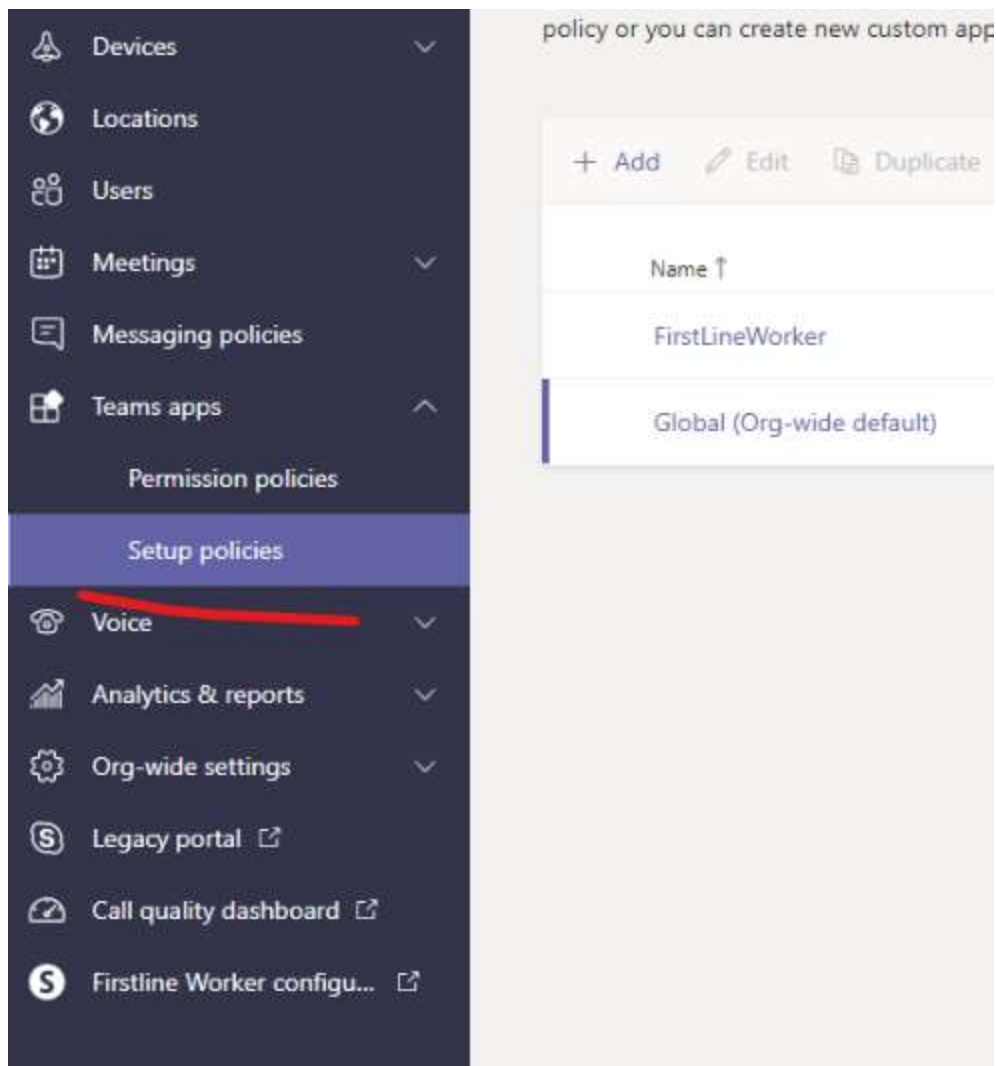 Devices
Locations
Users
Meetings
Messaging policies
Teams apps
Permission policies
Setup policies
Voice
Analytics & reports
Org-wide settings
Legacy portal
Call quality dashboard
Firstline Worker configu...
policy or you can create new custom app
+ Add Edit Duplicate
Name ↑
FirstLineWorker
Global (Org-wide default)